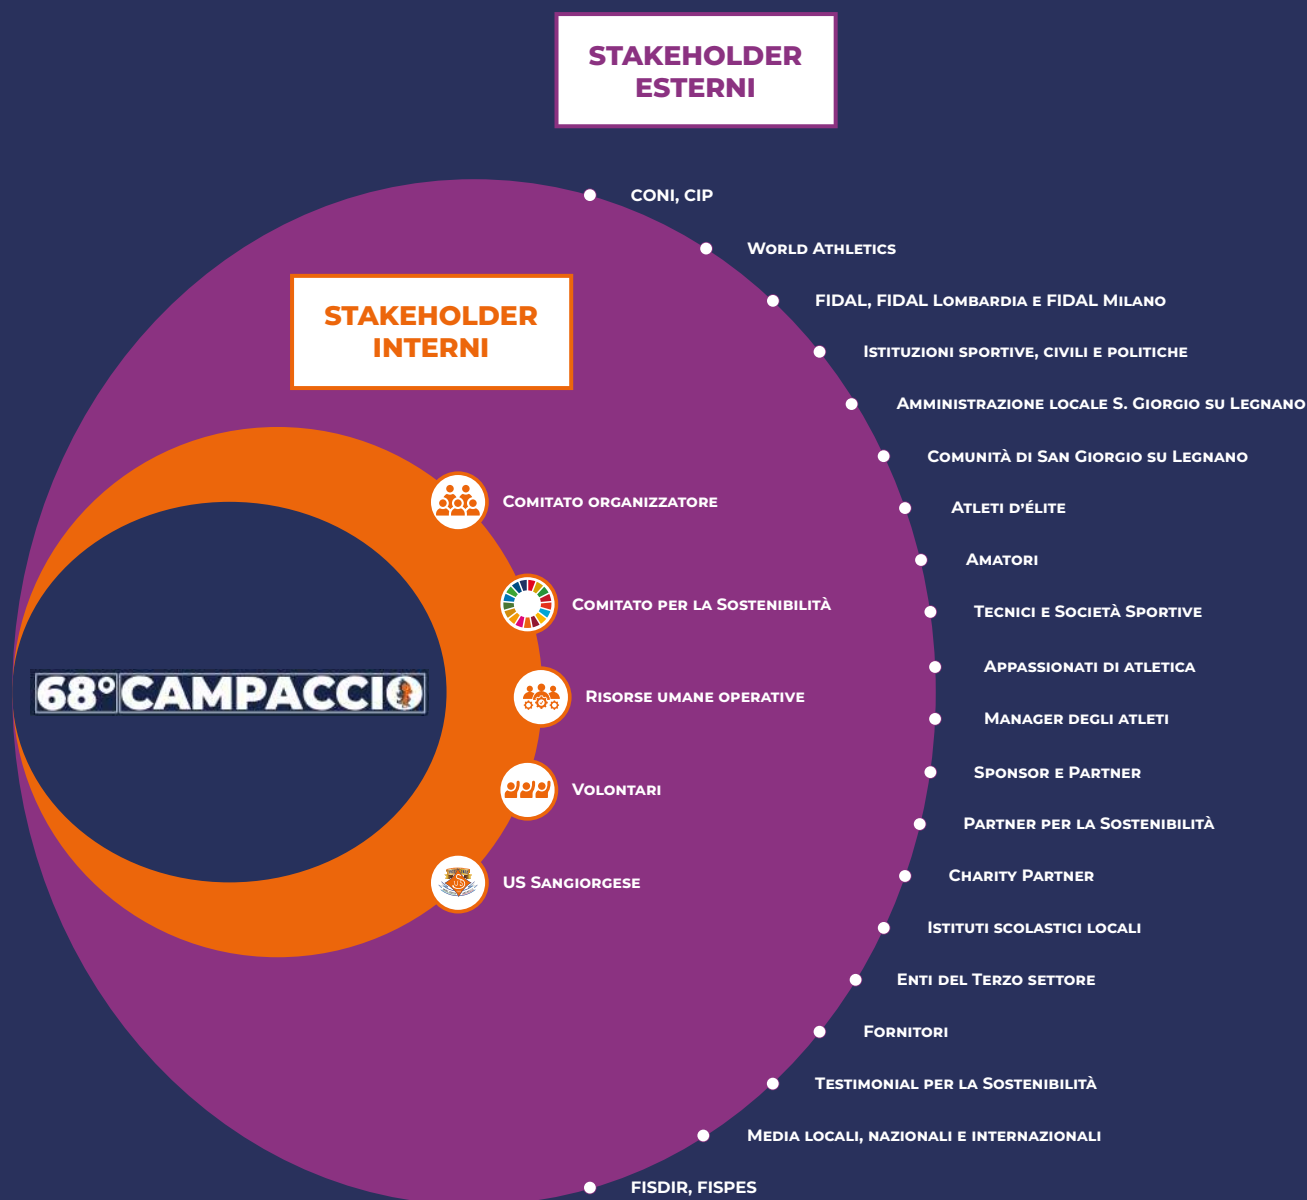 STAKEHOLDER
ESTERNI
CONI, CIP
World Athletics
FIDAL, FIDAL Lombardia e FIDAL Milano
Istituzioni sportive, civili e politiche
Amministrazione locale S. Giorgio su Legnano
Comunità di San Giorgio su Legnano
Atleti d'élite
Amatori
Tecnici e Società Sportive
Appassionati di atletica
Manager degli atleti
Sponsor e Partner
Partner per la Sostenibilità
Charity Partner
Istituti scolastici locali
Enti del Terzo settore
Fornitori
Testimonial per la Sostenibilità
Media locali, nazionali e internazionali
FISDIR, FISPES
STAKEHOLDER
INTERNI
Comitato organizzatore
Comitato per la Sostenibilità
Risorse umane operative
Volontari
US Sangiorgese
68° CAMPACCIO